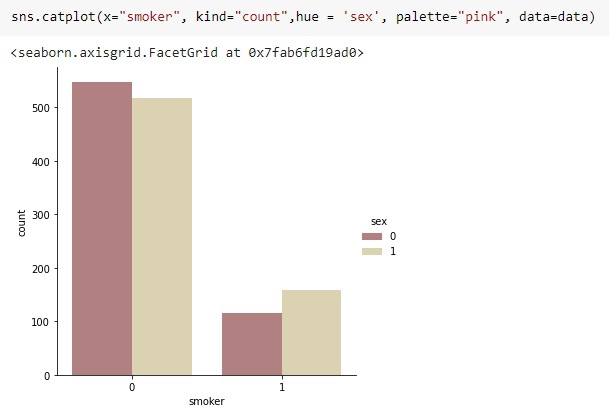 sns.catplot(x="smoker", kind="count",hue = 'sex', palette="pink", data=data)
<seaborn.axisgrid.FacetGrid at 0x7fab6fd19ad0>
500
400
300
200
100
0
count
0
1
smoker
sex
0
1